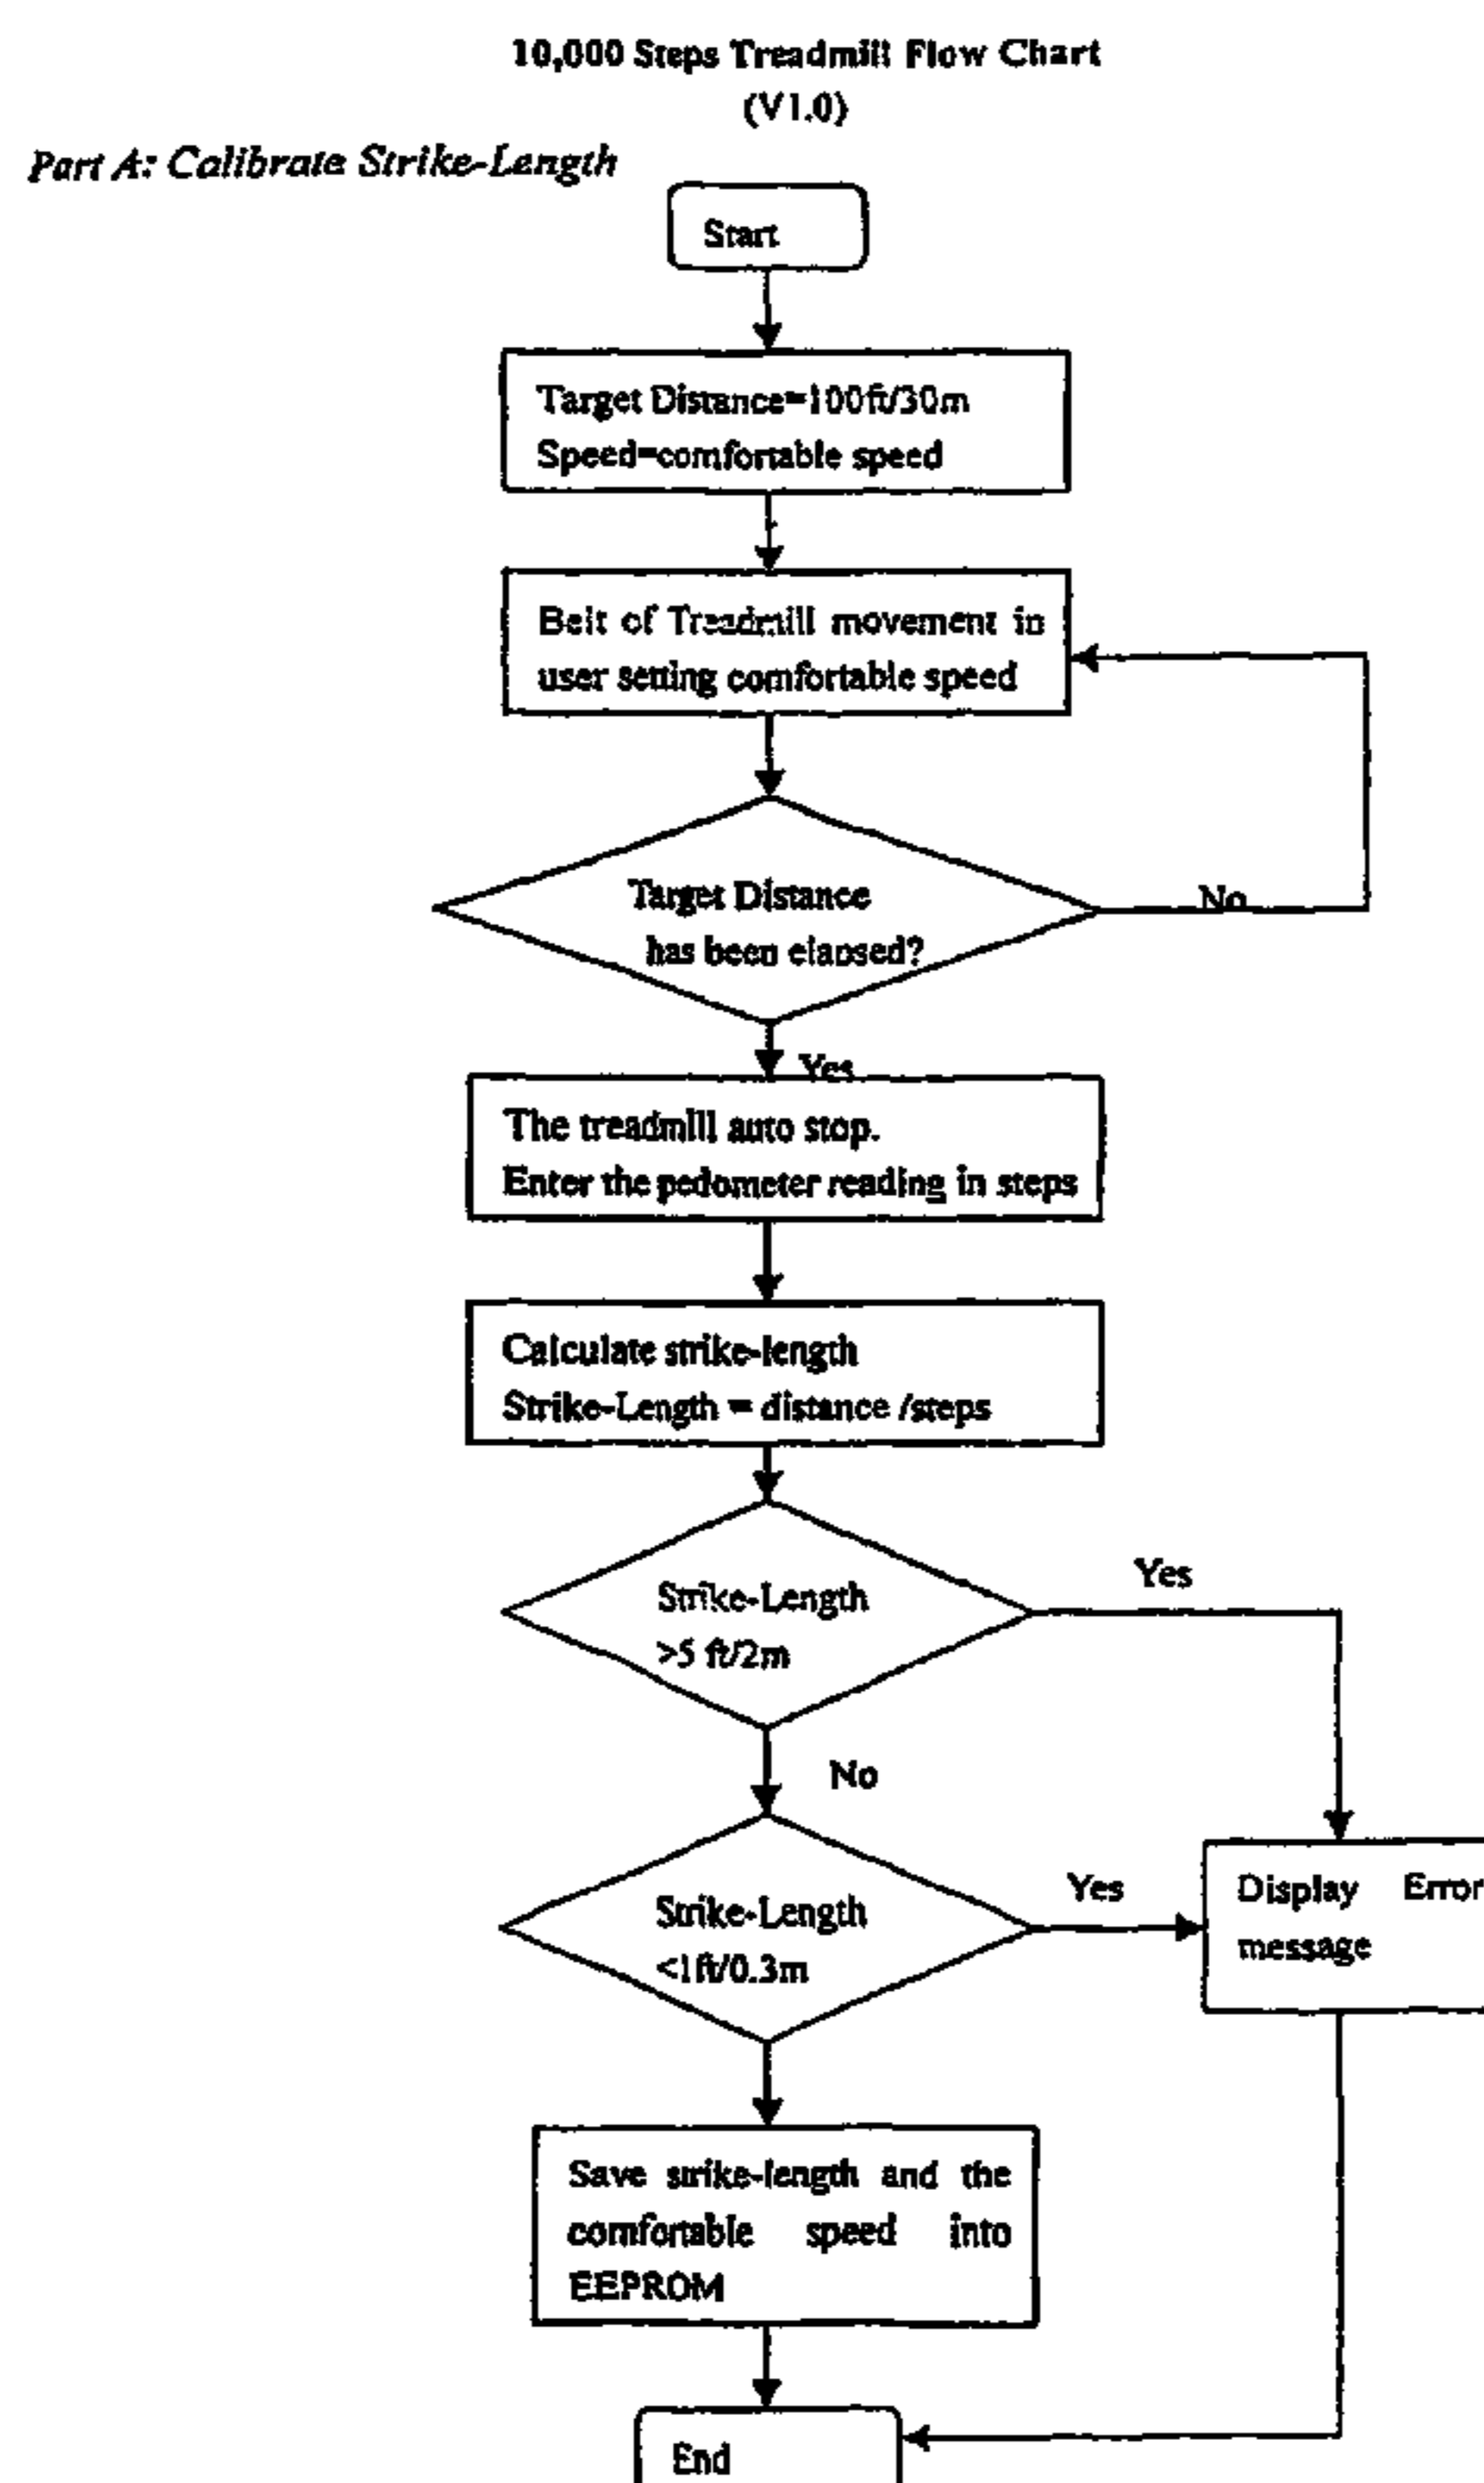 10,000 Steps Treadmill Flow Chart
(V1.0)
Part A: Calibrate Strike-Length
Start
Target Distance=100ft/30m
Speed=comfortable speed
Belt of Treadmill movement in
user setting comfortable speed
Target Distance
has been elapsed?
No
Yes
The treadmill auto stop.
Enter the pedometer reading in steps
Calculate strike-length
Strike-Length = distance /steps
Strike-Length
>5 ft/2m
Yes
No
Strike-Length
<1ft/0.3m
Yes
Display Error
message
Save strike-length and the
comfortable speed into
EEPROM
End